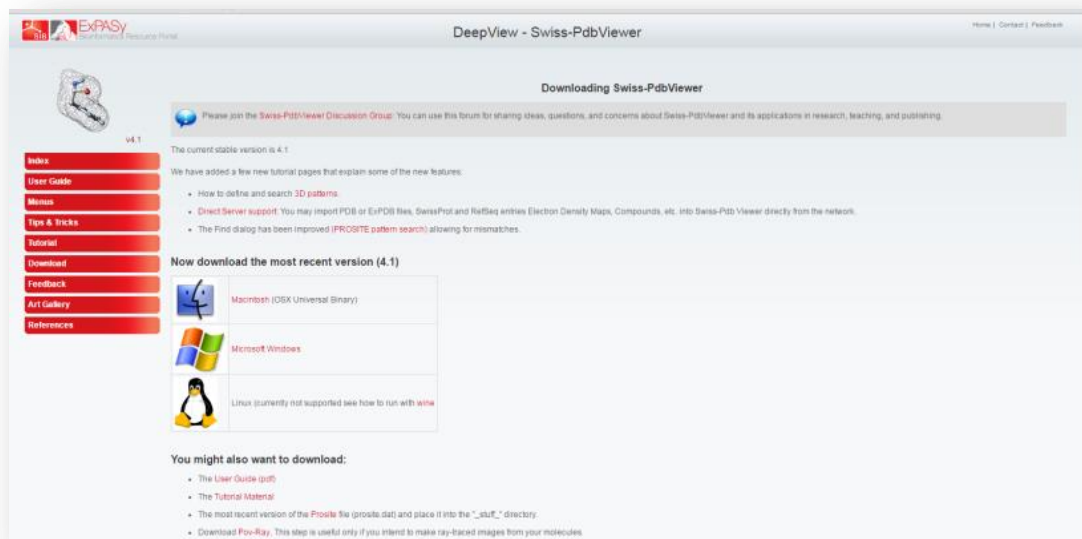 SIB ExPASy
Bioinformatics Resource Portal
DeepView - Swiss-PdbViewer
Home | Contact | Feedback
v4.1
Index
User Guide
Menus
Tips & Tricks
Tutorial
Download
Feedback
Art Gallery
References
Downloading Swiss-PdbViewer
Please join the Swiss-PdbViewer Discussion Group. You can use this forum for sharing ideas, questions, and concerns about Swiss-PdbViewer and its applications in research, teaching, and publishing.
The current stable version is 4.1
We have added a few new tutorial pages that explain some of the new features:
• How to define and search 3D patterns.
• Direct Server support: You may import PDB or ExPDB files, SwissProt and RefSeq entries Electron Density Maps, Compounds, etc. into Swiss-Pdb Viewer directly from the network.
• The Find dialog has been improved (PROSITE pattern search) allowing for mismatches.
Now download the most recent version (4.1)
Macintosh (OSX Universal Binary)
Microsoft Windows
Linux (currently not supported see how to run with wine
You might also want to download:
• The User Guide (pdf)
• The Tutorial Material
• The most recent version of the Prosite file (prosite.dat) and place it into the "_stuff_" directory.
• Download Pov-Ray. This step is useful only if you intend to make ray-traced images from your molecules